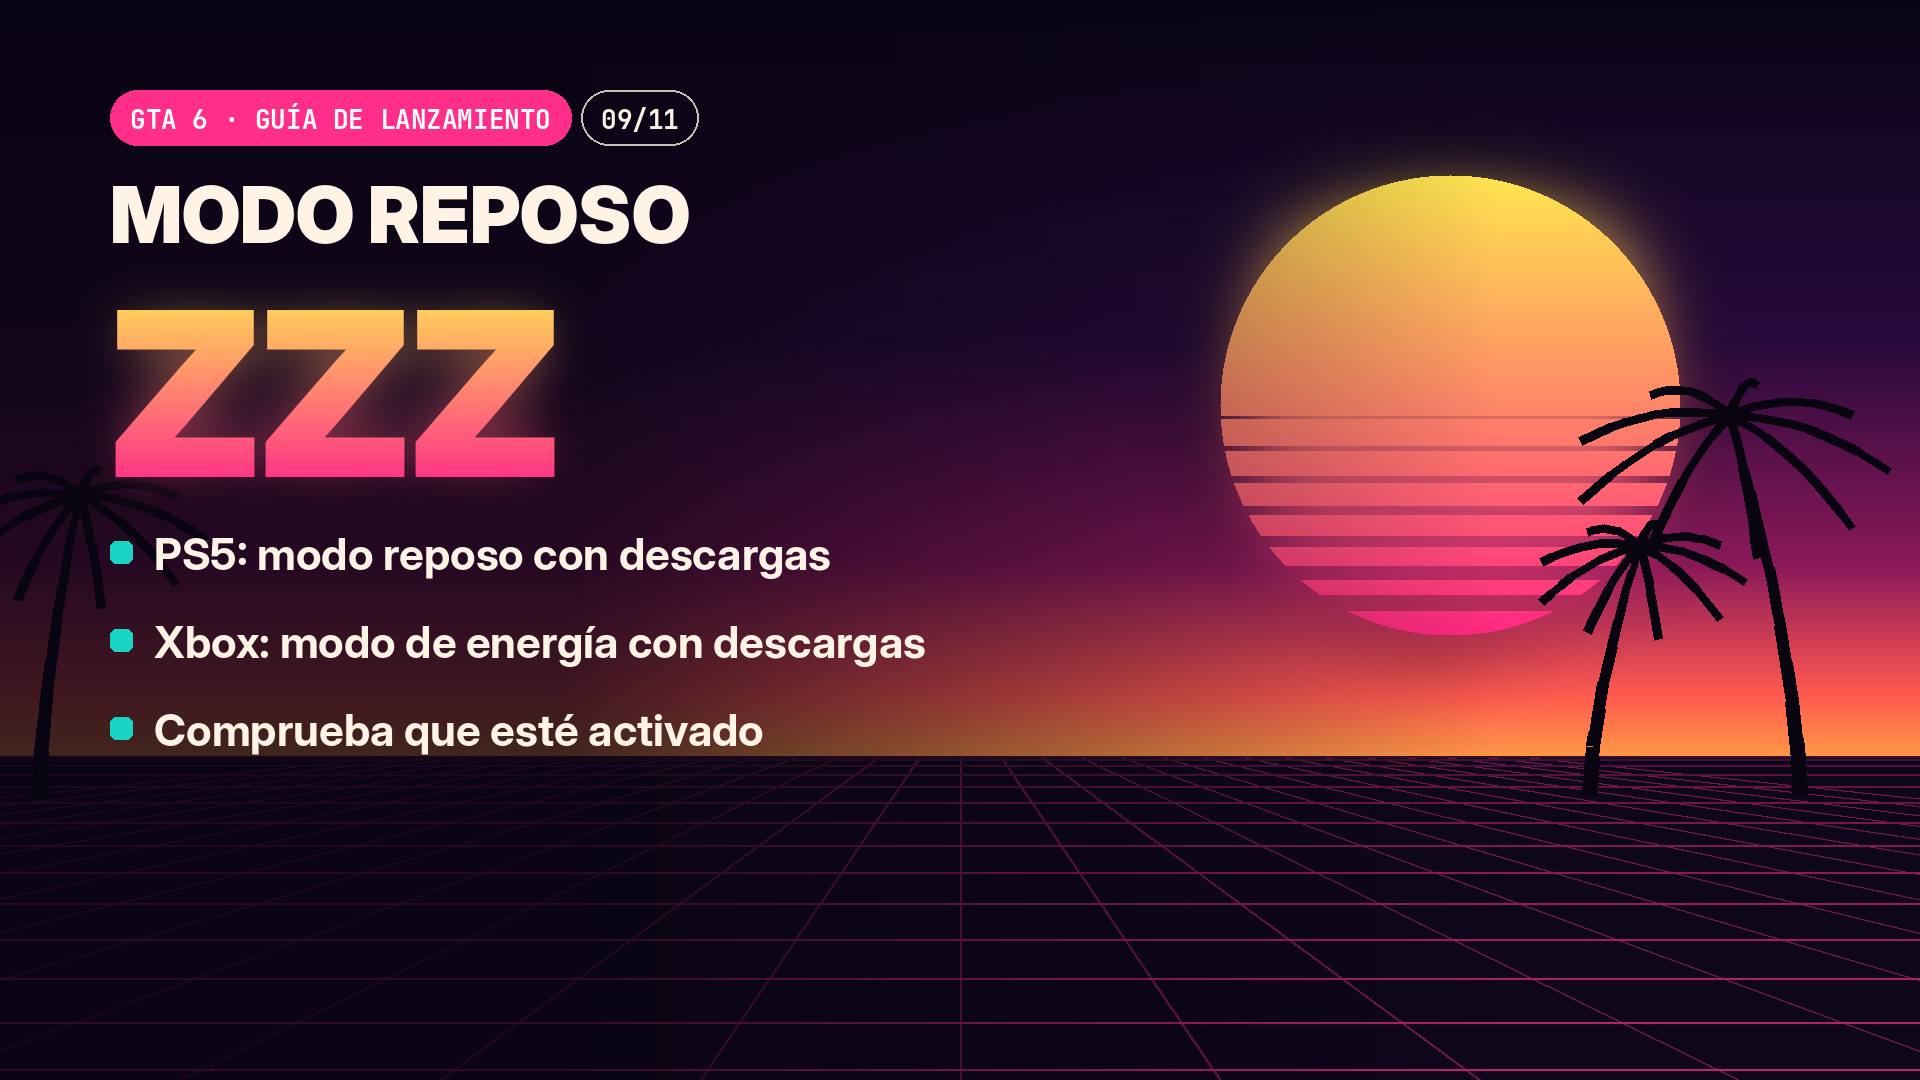 GTA 6 · GUÍA DE LANZAMIENTO 09/11
MODO REPOSO
ZZZ
PS5: modo reposo con descargas
Xbox: modo de energía con descargas
Comprueba que esté activado